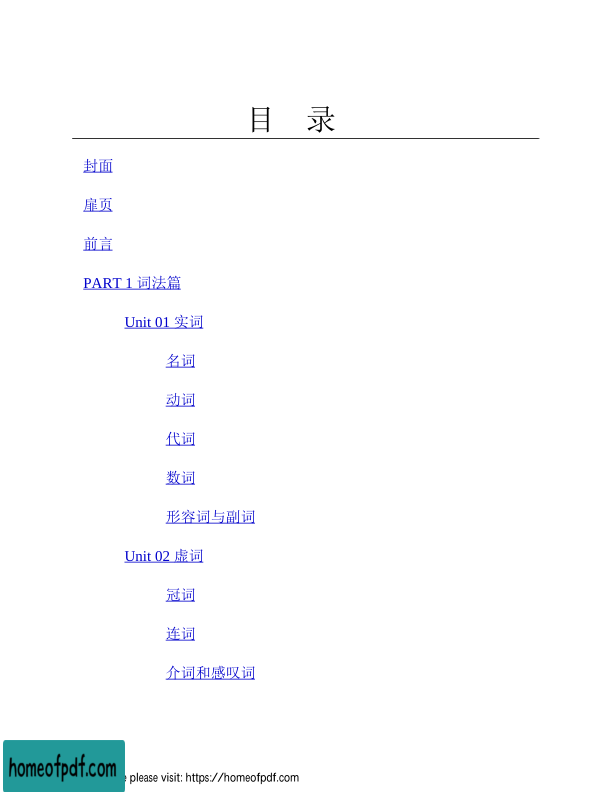 目 录
封面
扉页
前言
PART 1 词法篇
Unit 01 实词
名词
动词
代词
数词
形容词与副词
Unit 02 虚词
冠词
连词
介词和感叹词
homeofpdf.com
please visit: https://homeofpdf.com